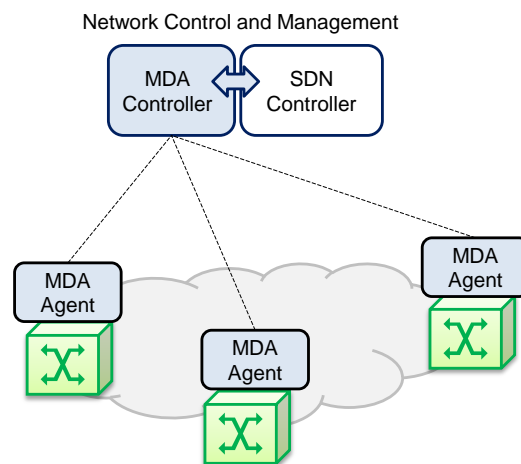 Network Control and Management
MDA
Controller
SDN
Controller
MDA
Agent
MDA
Agent
MDA
Agent